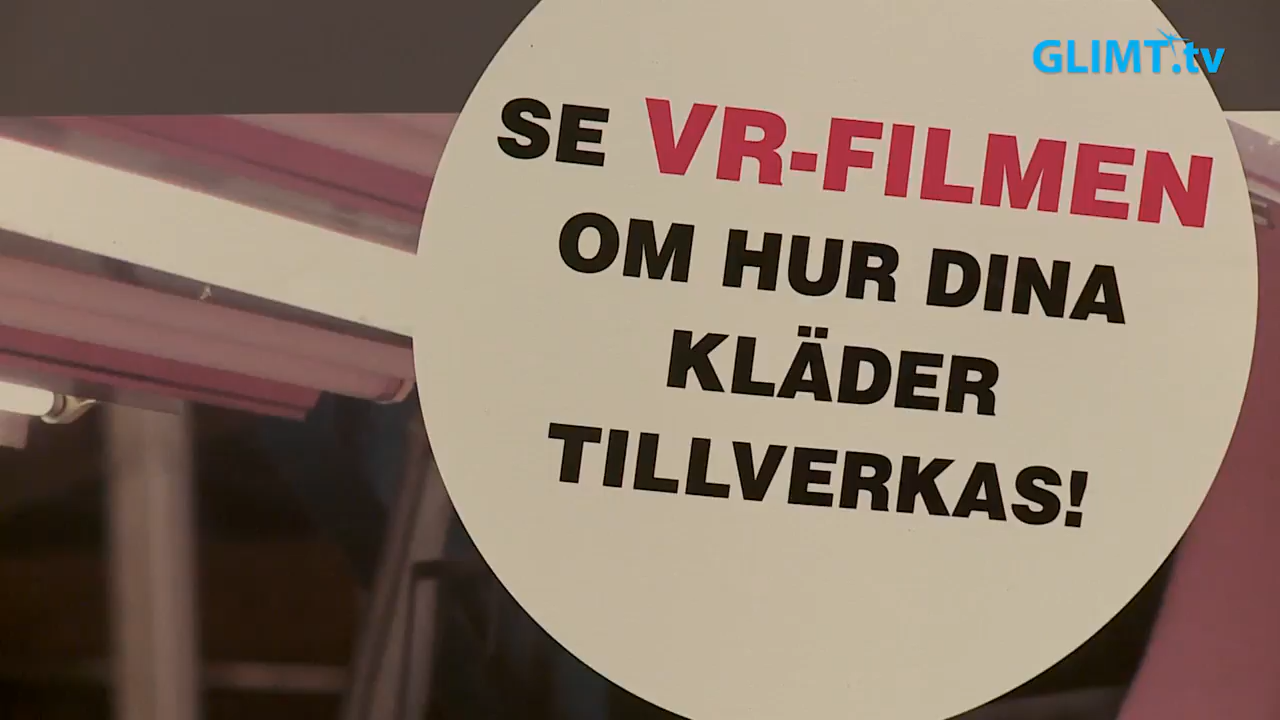 GLIMT.tv
SE VR-FILMEN
OM HUR DINA
KLÄDER
TILLVERKAS!